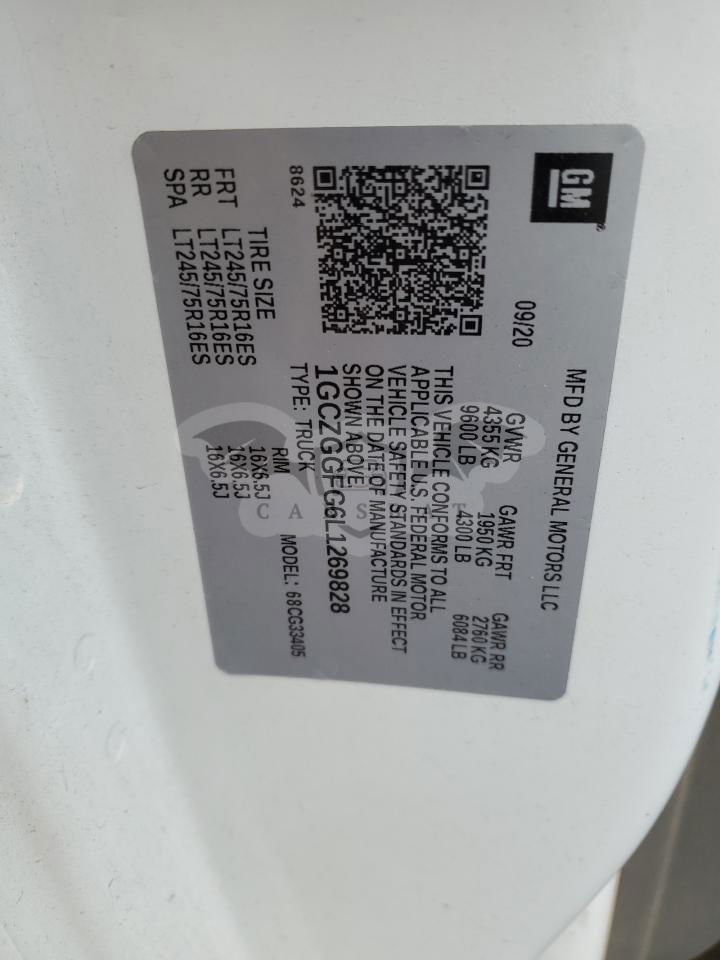 GM
MFD BY GENERAL MOTORS LLC
09/20
GVWR GAWR FRT GAWR RR
4355 KG 1950 KG 2760 KG
9600 LB 4300 LB 6084 LB
THIS VEHICLE CONFORMS TO ALL
APPLICABLE U.S. FEDERAL MOTOR
VEHICLE SAFETY STANDARDS IN EFFECT
ON THE DATE OF MANUFACTURE
SHOWN ABOVE.
1GCZGGFG6L1269828
TYPE: TRUCK MODEL: 68CG33405
8624
TIRE SIZE RIM
FRT LT245/75R16ES 16X6.5J
RR LT245/75R16ES 16X6.5J
SPA LT245/75R16ES 16X6.5J